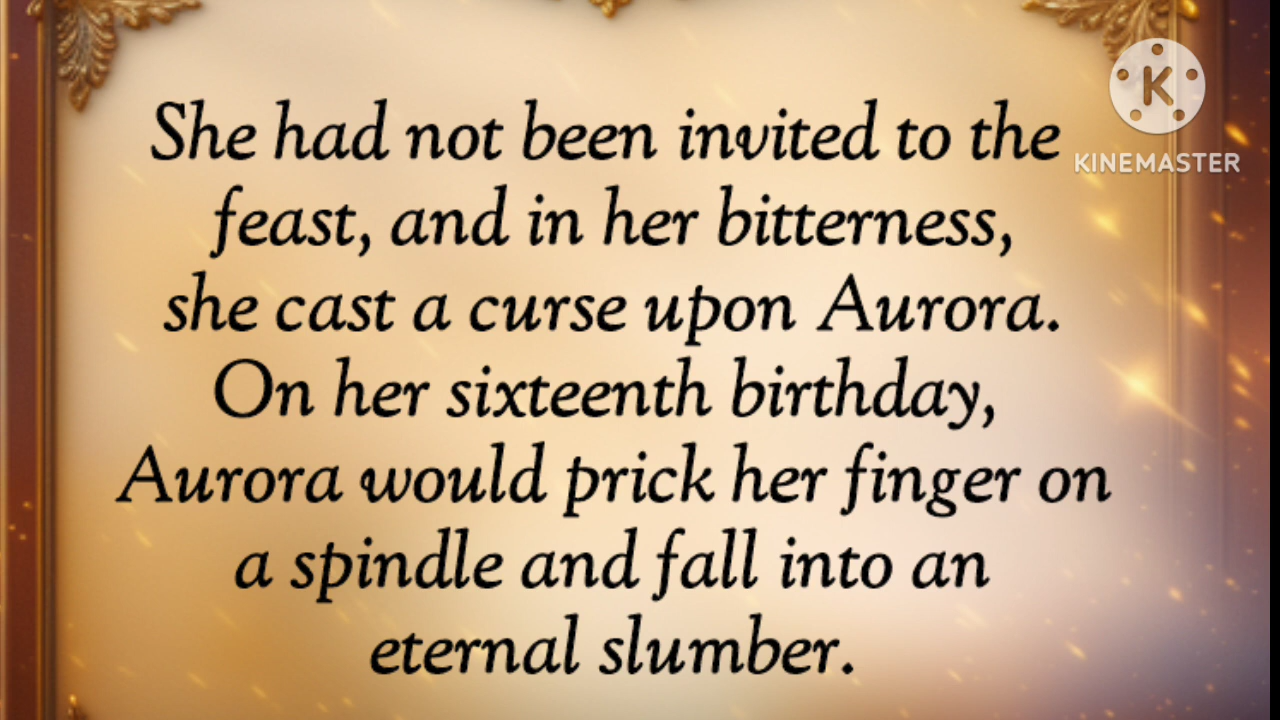 She had not been invited to the
feast, and in her bitterness,
she cast a curse upon Aurora.
On her sixteenth birthday,
Aurora would prick her finger on
a spindle and fall into an
eternal slumber.
K
KINEMASTER